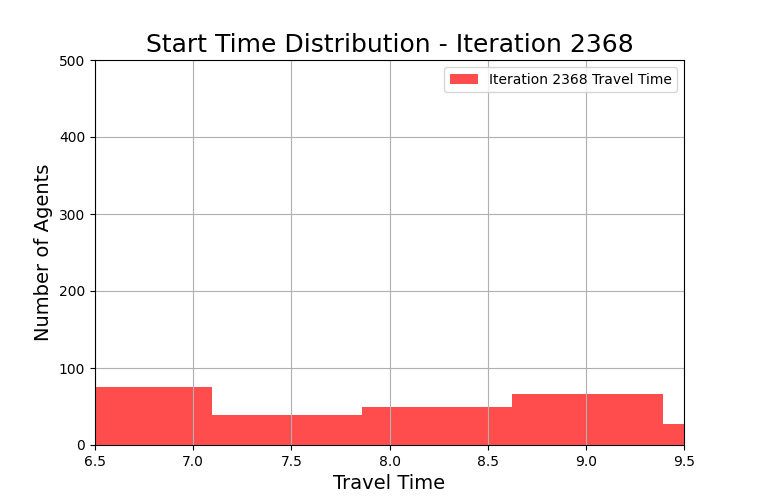 Start Time Distribution - Iteration 2368
Iteration 2368 Travel Time
Number of Agents
500
400
300
200
100
0
6.5 7.0 7.5 8.0 8.5 9.0 9.5
Travel Time